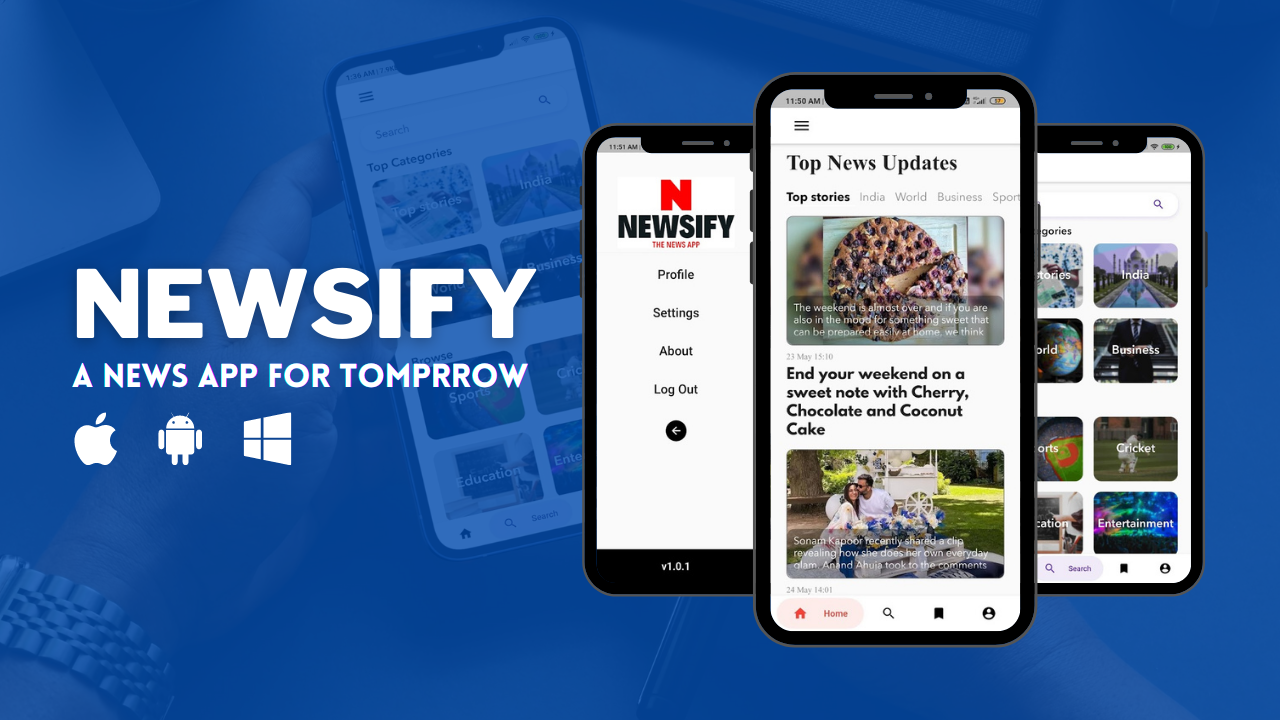 NEWSIFY
A NEWS APP FOR TOMPRROW
Search
Top Categories
Top stories
India
World
Business
Browse
Sports
Cric
Education
Ente
Search
11:51 AM
N
NEWSIFY
THE NEWS APP
Profile
Settings
About
Log Out
v1.0.1
11:50 AM
Top News Updates
Top stories India World Business Sport
The weekend is almost over and if you are
also in the mood for something sweet that
can be prepared easily at home, we think
23 May 15:10
End your weekend on a
sweet note with Cherry,
Chocolate and Coconut
Cake
Sonam Kapoor recently shared a clip
revealing how she does her own everyday
glam. Anand Ahuja took to the comments
24 May 14:01
Home
egories
tories
India
orld
Business
orts
Cricket
cation
Entertainment
Search